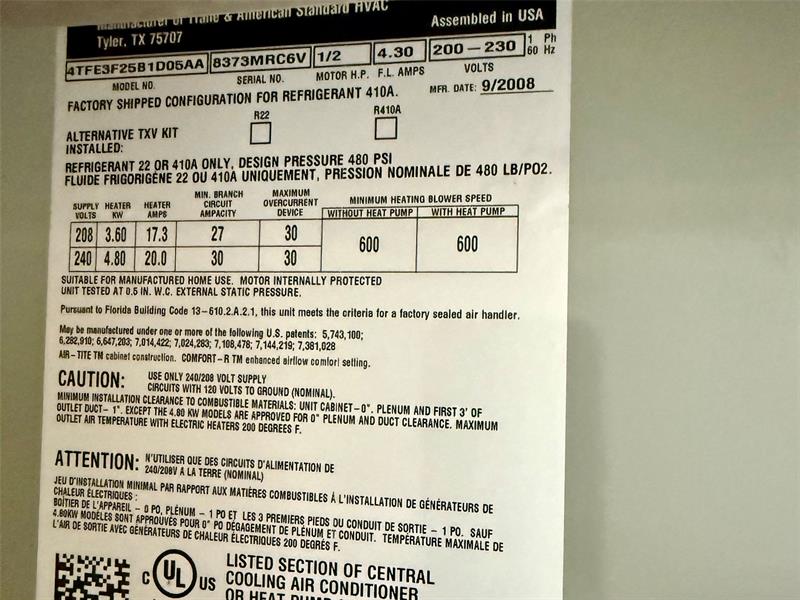 Manufacturer of Trane & American Standard HVAC
Tyler, TX 75707
Assembled in USA
4TFE3F25B1D05AA 8373MRC6V 1/2 4.30 200 – 230 1 Ph 60 Hz
MODEL NO. SERIAL NO. MOTOR H.P. F.L. AMPS VOLTS
FACTORY SHIPPED CONFIGURATION FOR REFRIGERANT 410A. MFR. DATE: 9/2008
R22 R410A
ALTERNATIVE TXV KIT
INSTALLED:
REFRIGERANT 22 OR 410A ONLY, DESIGN PRESSURE 480 PSI
FLUIDE FRIGORIGÈNE 22 OU 410A UNIQUEMENT, PRESSION NOMINALE DE 480 LB/PO2.
SUPPLY VOLTS HEATER KW HEATER AMPS MIN. BRANCH CIRCUIT AMPACITY MAXIMUM OVERCURRENT DEVICE MINIMUM HEATING BLOWER SPEED
WITHOUT HEAT PUMP WITH HEAT PUMP
208 3.60 17.3 27 30 600 600
240 4.80 20.0 30 30
SUITABLE FOR MANUFACTURED HOME USE. MOTOR INTERNALLY PROTECTED
UNIT TESTED AT 0.5 IN. W.C. EXTERNAL STATIC PRESSURE.
Pursuant to Florida Building Code 13–610.2.A.2.1, this unit meets the criteria for a factory sealed air handler.
May be manufactured under one or more of the following U.S. patents: 5,743,100;
6,282,910; 6,647,203; 7,014,422; 7,024,283; 7,108,478; 7,144,219; 7,381,028
AIR–TITE TM cabinet construction. COMFORT–R TM enhanced airflow comfort setting.
CAUTION: USE ONLY 240/208 VOLT SUPPLY
CIRCUITS WITH 120 VOLTS TO GROUND (NOMINAL).
MINIMUM INSTALLATION CLEARANCE TO COMBUSTIBLE MATERIALS: UNIT CABINET–0". PLENUM AND FIRST 3' OF
OUTLET DUCT– 1". EXCEPT THE 4.80 KW MODELS ARE APPROVED FOR 0" PLENUM AND DUCT CLEARANCE. MAXIMUM
OUTLET AIR TEMPERATURE WITH ELECTRIC HEATERS 200 DEGREES F.
ATTENTION: N'UTILISER QUE DES CIRCUITS D'ALIMENTATION DE
240/208V A LA TERRE (NOMINAL)
JEU D'INSTALLATION MINIMAL PAR RAPPORT AUX MATIÈRES COMBUSTIBLES À L'INSTALLATION DE GÉNÉRATEURS DE
CHALEUR ÉLECTRIQUES :
BOÎTIER DE L'APPAREIL – 0 PO, PLÉNUM – 1 PO ET LES 3 PREMIERS PIEDS DU CONDUIT DE SORTIE – 1 PO. SAUF
4.80KW MODÈLES SONT APPROUVÉS POUR 0" PO DÉGAGEMENT DE PLÉNUM ET CONDUIT. TEMPÉRATURE MAXIMALE DE
L'AIR DE SORTIE AVEC GÉNÉRATEURS DE CHALEUR ÉLECTRIQUES 200 DEGRÉS F.
C UL US LISTED SECTION OF CENTRAL
COOLING AIR CONDITIONER
OR HEAT PUMP